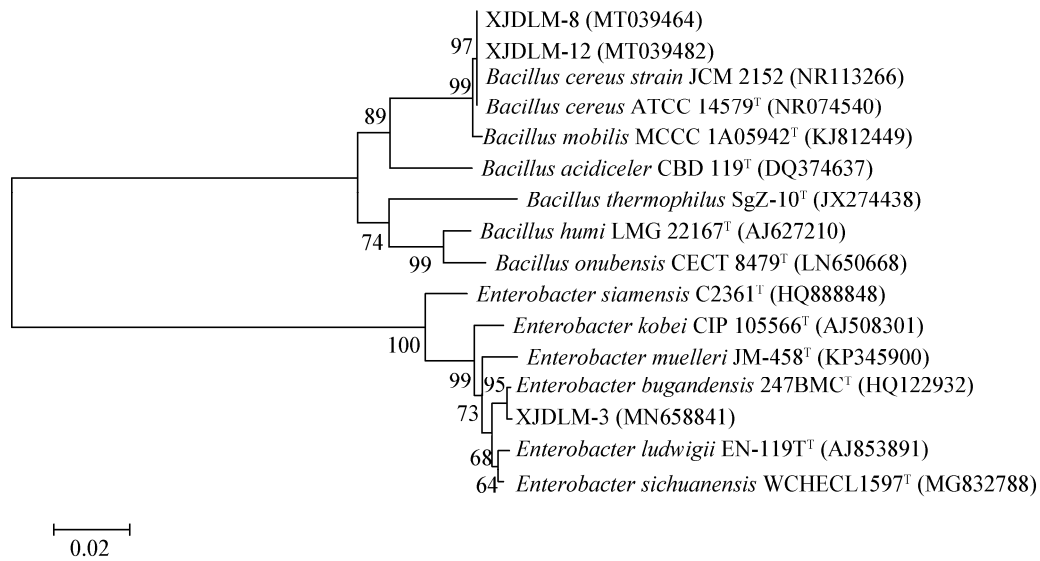 XJDLM-8 (MT039464)
97
XJDLM-12 (MT039482)
Bacillus cereus strain JCM 2152 (NR113266)
99
Bacillus cereus ATCC 14579ᵀ (NR074540)
89
Bacillus mobilis MCCC 1A05942ᵀ (KJ812449)
Bacillus acidiceler CBD 119ᵀ (DQ374637)
Bacillus thermophilus SgZ-10ᵀ (JX274438)
Bacillus humi LMG 22167ᵀ (AJ627210)
74
99
Bacillus onubensis CECT 8479ᵀ (LN650668)
Enterobacter siamensis C2361ᵀ (HQ888848)
Enterobacter kobei CIP 105566ᵀ (AJ508301)
100
Enterobacter muelleri JM-458ᵀ (KP345900)
99
95
Enterobacter bugandensis 247BMCᵀ (HQ122932)
73
XJDLM-3 (MN658841)
Enterobacter ludwigii EN-119Tᵀ (AJ853891)
68
64
Enterobacter sichuanensis WCHECL1597ᵀ (MG832788)
0.02